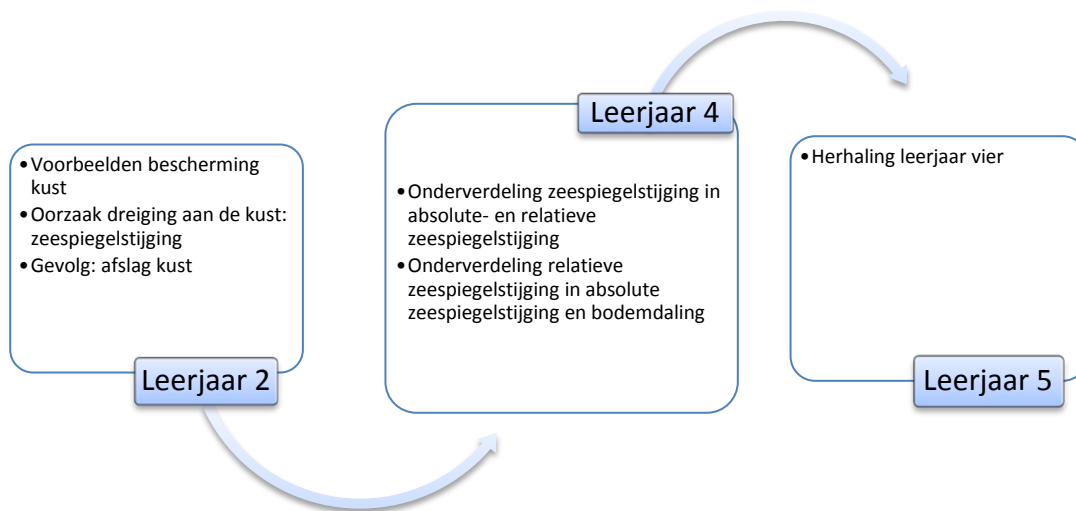 •Voorbeelden bescherming
kust
•Oorzaak dreiging aan de kust:
zeespiegelstijging
•Gevolg: afslag kust
Leerjaar 2
Leerjaar 4
•Onderverdeling zeespiegelstijging in
absolute- en relatieve
zeespiegelstijging
•Onderverdeling relatieve
zeespiegelstijging in absolute
zeespiegelstijging en bodemdaling
•Herhaling leerjaar vier
Leerjaar 5